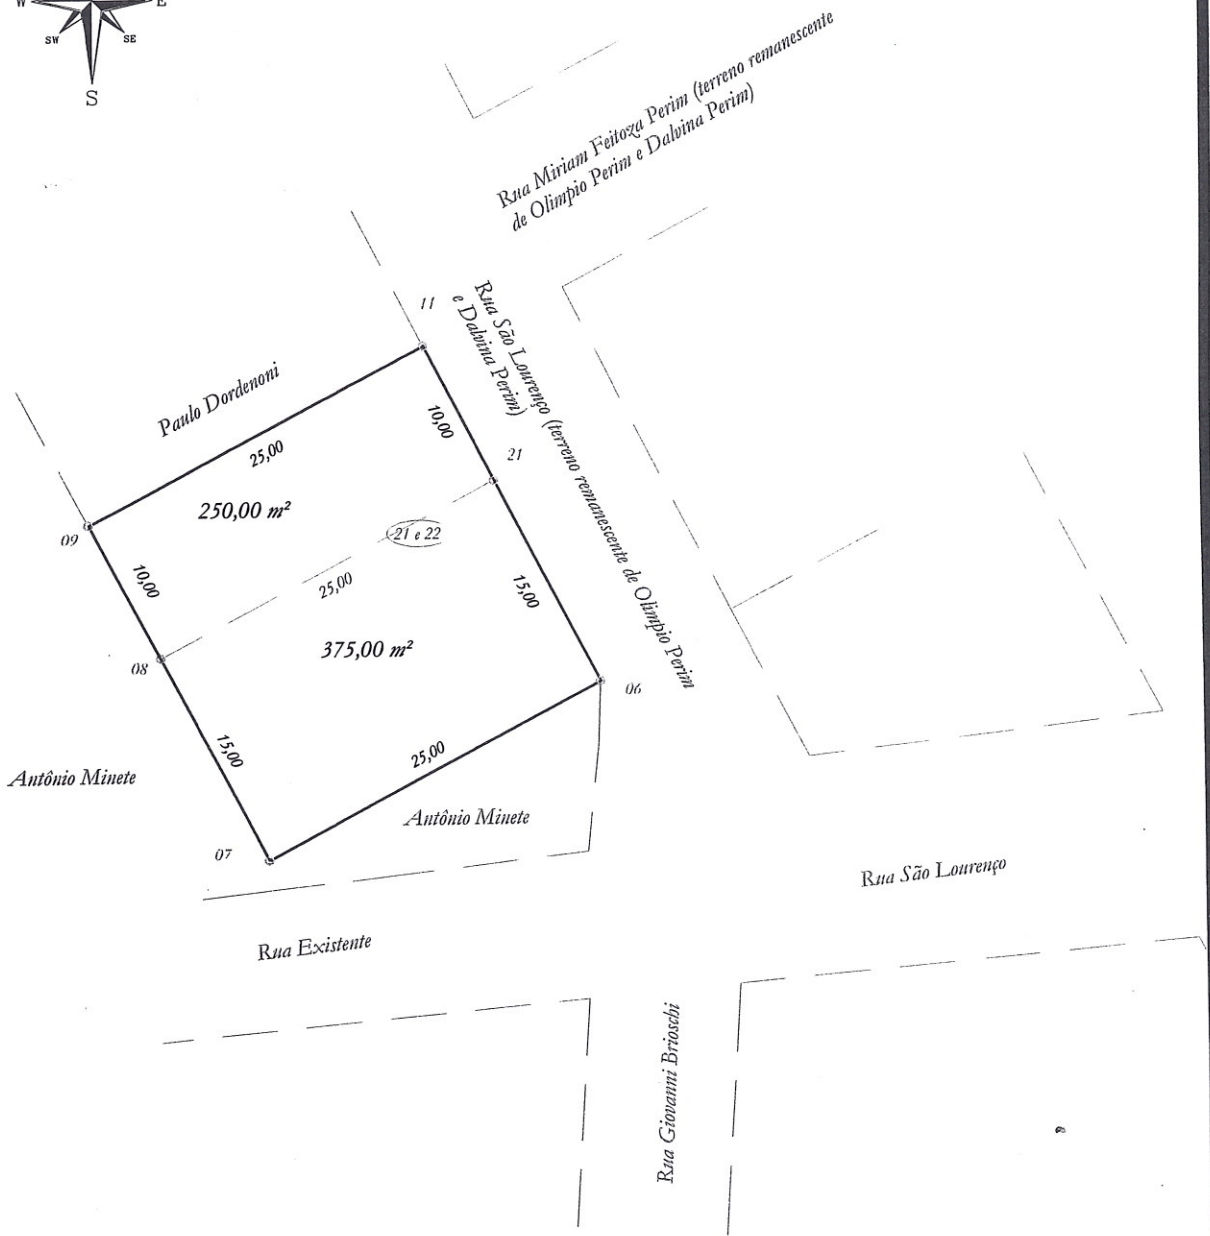 W
E
SW
SE
S
Rua Miriam Feitoza Perim (terreno remanescente
de Olimpio Perim e Dalvina Perim)
11
Rua São Lourenço (terreno remanescente de Olimpio Perim
e Dalvina Perim)
Paulo Dordenoni
25,00
10,00
21
250,00 m²
09
21 e 22
10,00
25,00
15,00
375,00 m²
08
06
15,00
25,00
Antônio Minete
Antônio Minete
07
Rua São Lourenço
Rua Existente
Rua Giovanni Brioschi